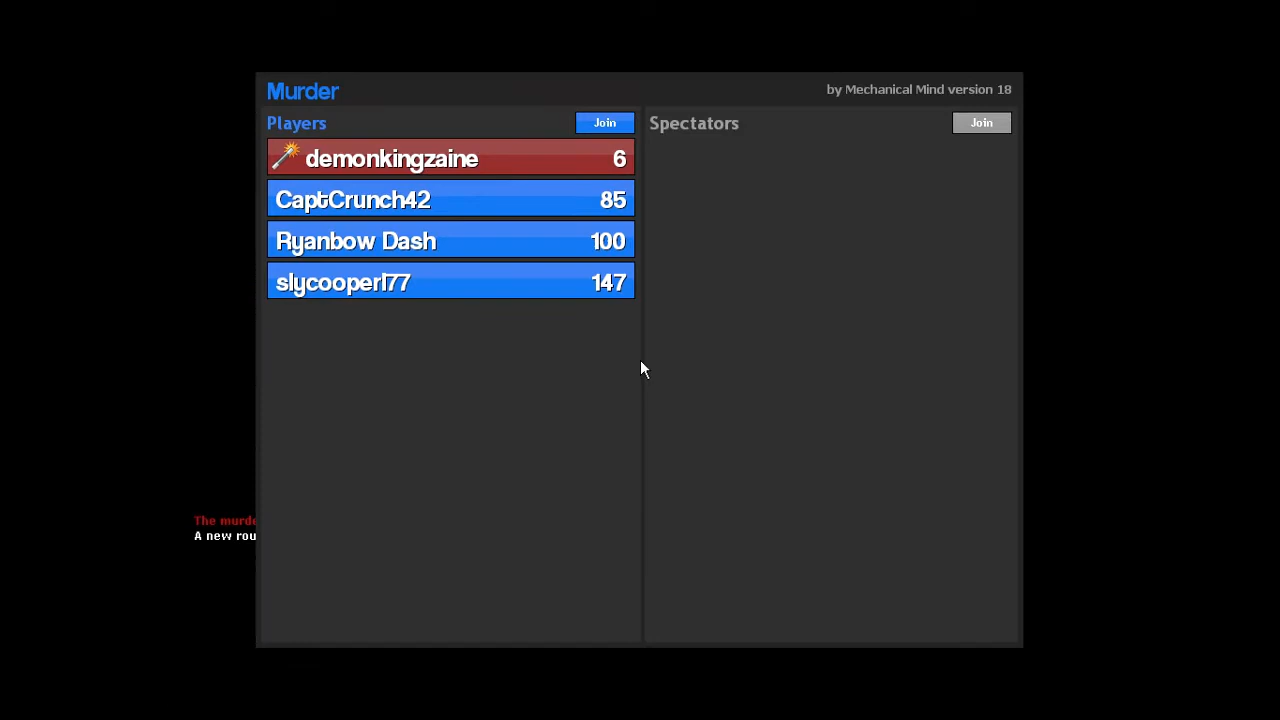 Murder
by Mechanical Mind version 18
Players
Join
Spectators
Join
demonkingzaine 6
CaptCrunch42 85
Ryanbow Dash 100
slycooperl77 147
The murde
A new rou